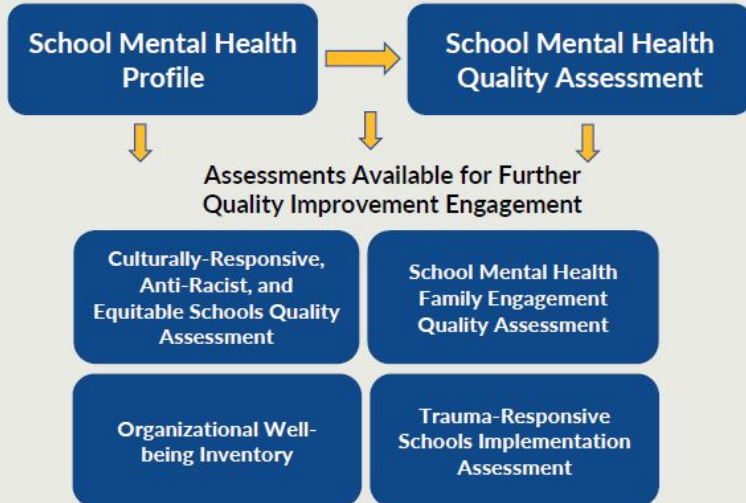 School Mental Health
Profile
School Mental Health
Quality Assessment
Assessments Available for Further
Quality Improvement Engagement
Culturally-Responsive,
Anti-Racist, and
Equitable Schools Quality
Assessment
School Mental Health
Family Engagement
Quality Assessment
Organizational Well-
being Inventory
Trauma-Responsive
Schools Implementation
Assessment